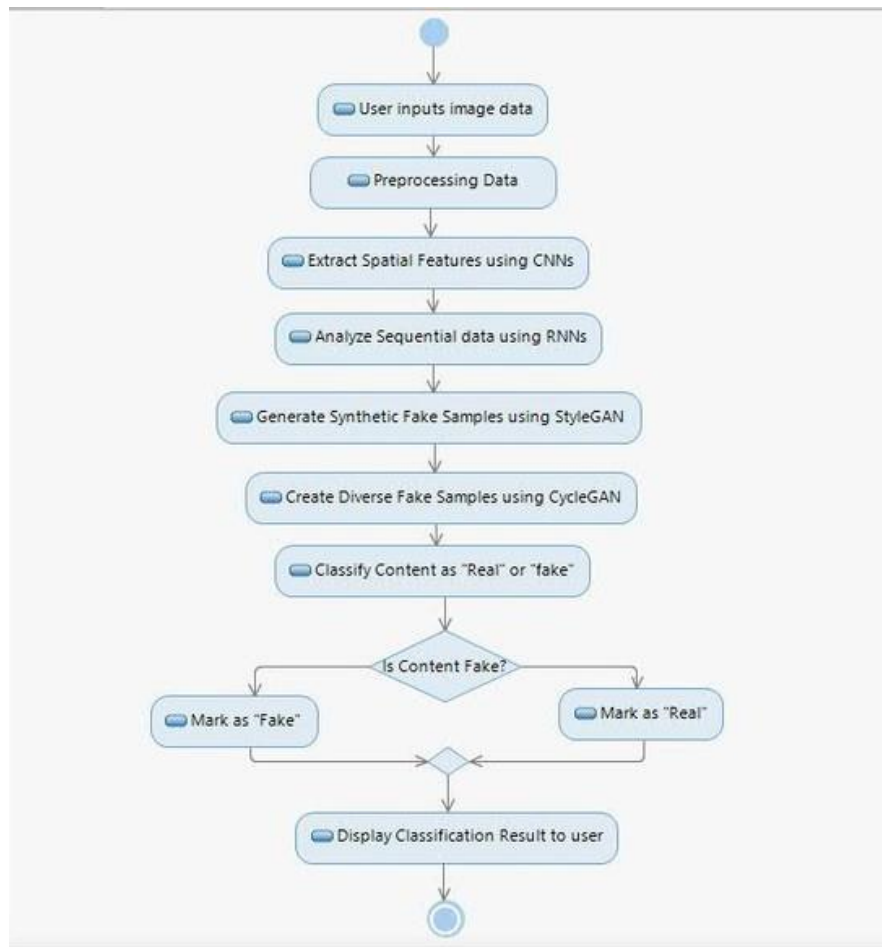 User inputs image data
Preprocessing Data
Extract Spatial Features using CNNs
Analyze Sequential data using RNNs
Generate Synthetic Fake Samples using StyleGAN
Create Diverse Fake Samples using CycleGAN
Classify Content as "Real" or "fake"
Is Content Fake?
Mark as "Fake"
Mark as "Real"
Display Classification Result to user